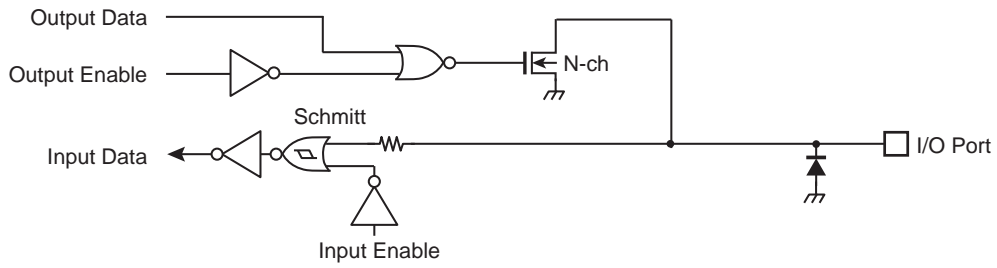 Output Data
Output Enable
N-ch
Schmitt
Input Data
I/O Port
Input Enable